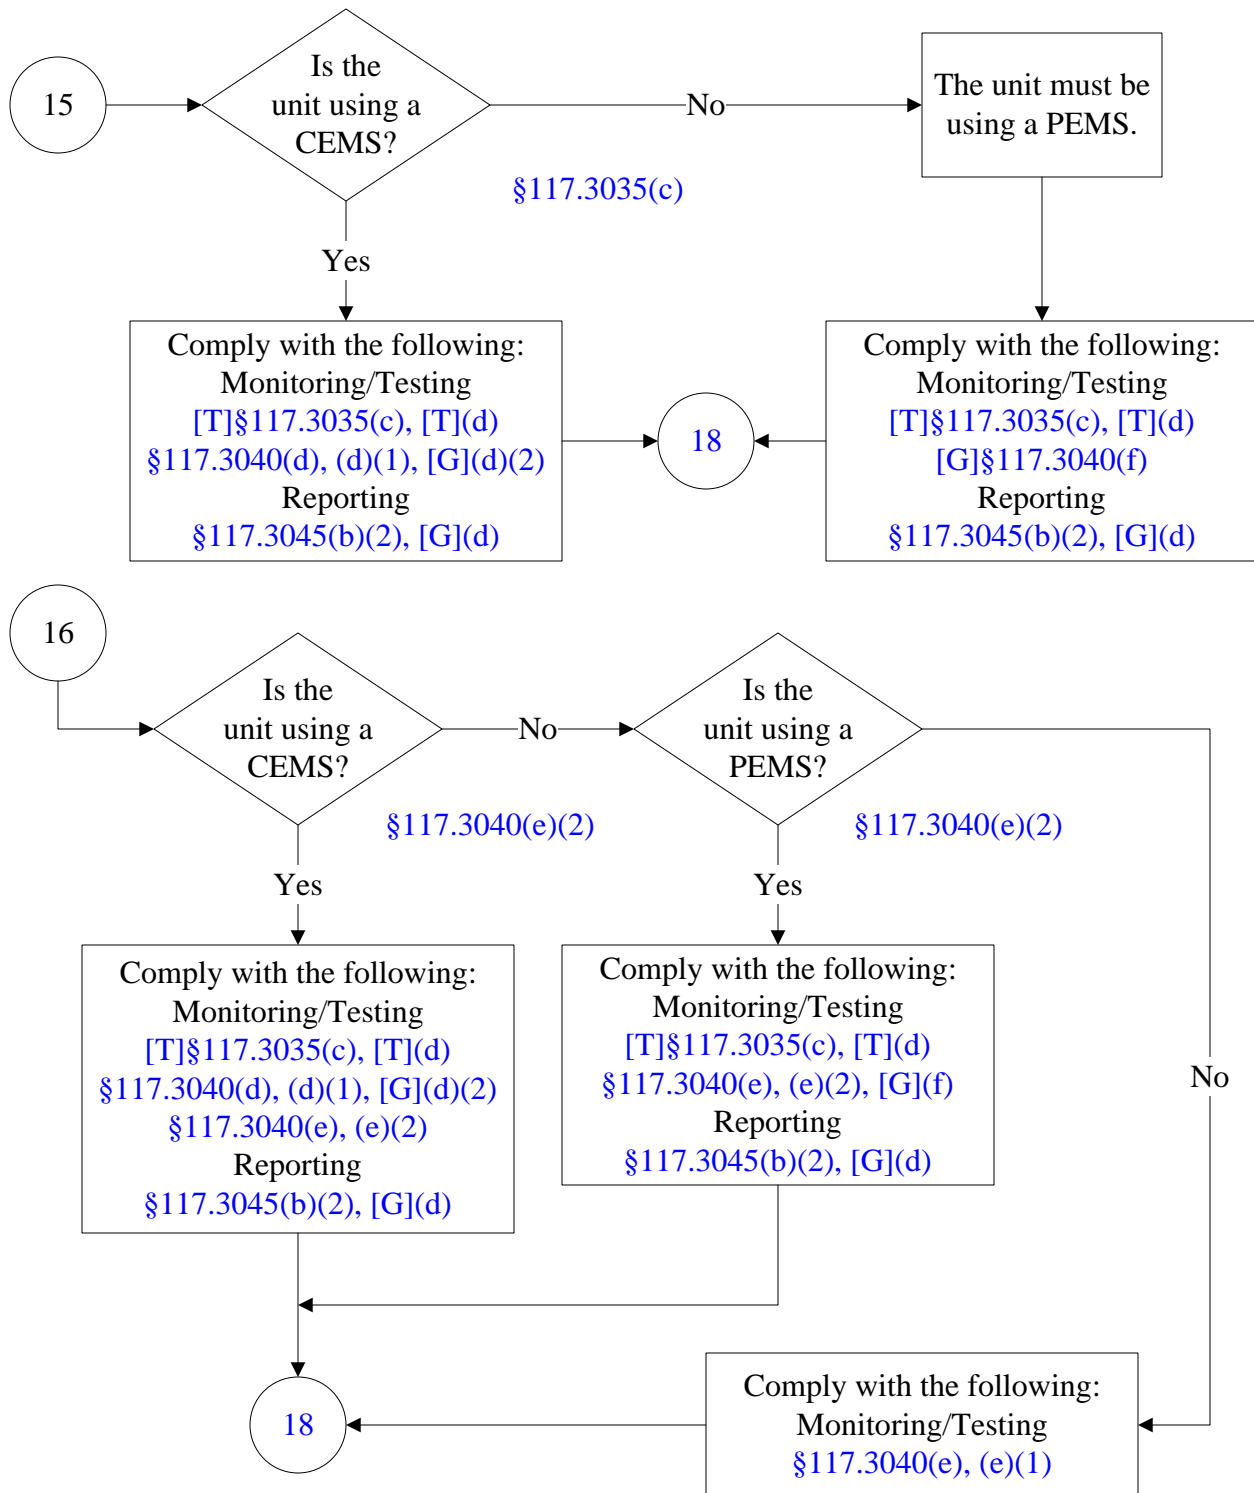 15
Is the
unit using a
CEMS?
No
The unit must be
using a PEMS.
§117.3035(c)
Yes
Comply with the following:
Monitoring/Testing
[T]§117.3035(c), [T](d)
§117.3040(d), (d)(1), [G](d)(2)
Reporting
§117.3045(b)(2), [G](d)
18
Comply with the following:
Monitoring/Testing
[T]§117.3035(c), [T](d)
[G]§117.3040(f)
Reporting
§117.3045(b)(2), [G](d)
16
Is the
unit using a
CEMS?
No
Is the
unit using a
PEMS?
§117.3040(e)(2)
§117.3040(e)(2)
Yes
Yes
Comply with the following:
Monitoring/Testing
[T]§117.3035(c), [T](d)
§117.3040(d), (d)(1), [G](d)(2)
§117.3040(e), (e)(2)
Reporting
§117.3045(b)(2), [G](d)
Comply with the following:
Monitoring/Testing
[T]§117.3035(c), [T](d)
§117.3040(e), (e)(2), [G](f)
Reporting
§117.3045(b)(2), [G](d)
No
18
Comply with the following:
Monitoring/Testing
§117.3040(e), (e)(1)